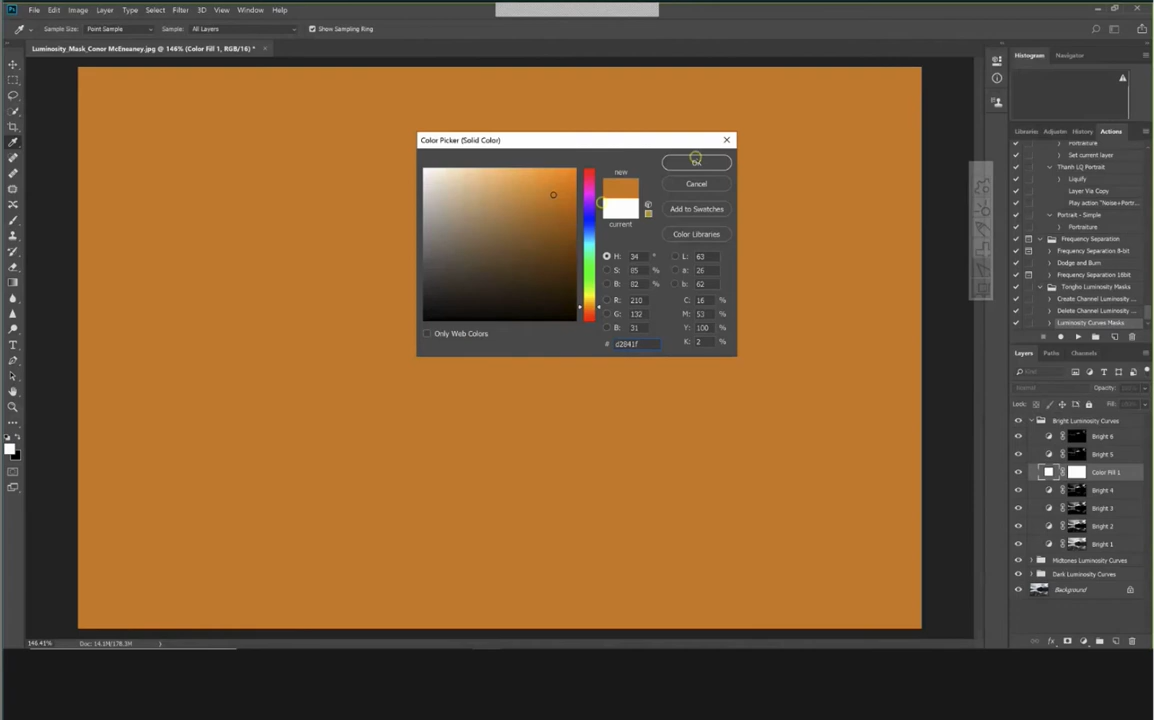 File Edit Image Layer Type Select Filter 3D View Window Help
Sample Size: Point Sample Sample: All Layers Show Sampling Ring
Luminosity_Mask_Conor McEneaney.jpg @ 146% (Color Fill 1, RGB/16) *
Histogram Navigator
Libraries Adjustm History Actions
Portraiture
Set current layer
Thanh LQ Portrait
Liquify
Layer Via Copy
Play action "Noise+Portr...
Portrait - Simple
Portraiture
Frequency Separation
Frequency Separation 8-bit
Dodge and Burn
Frequency Separation 16bit
Tongho Luminosity Masks
Create Channel Luminosity ...
Delete Channel Luminosity ...
Luminosity Curves Masks
Color Picker (Solid Color)
new
current
OK
Cancel
Add to Swatches
Color Libraries
H: 34 °
S: 85 %
B: 82 %
R: 210
G: 132
B: 31
# d2841f
L: 63
a: 26
b: 62
C: 16 %
M: 53 %
Y: 100 %
K: 2 %
Only Web Colors
Layers Paths Channels
Kind
Normal Opacity:
Lock: Fill:
Bright Luminosity Curves
Bright 6
Bright 5
Color Fill 1
Bright 4
Bright 3
Bright 2
Bright 1
Midtones Luminosity Curves
Dark Luminosity Curves
Background
146.41% Doc: 14.1M/178.3M